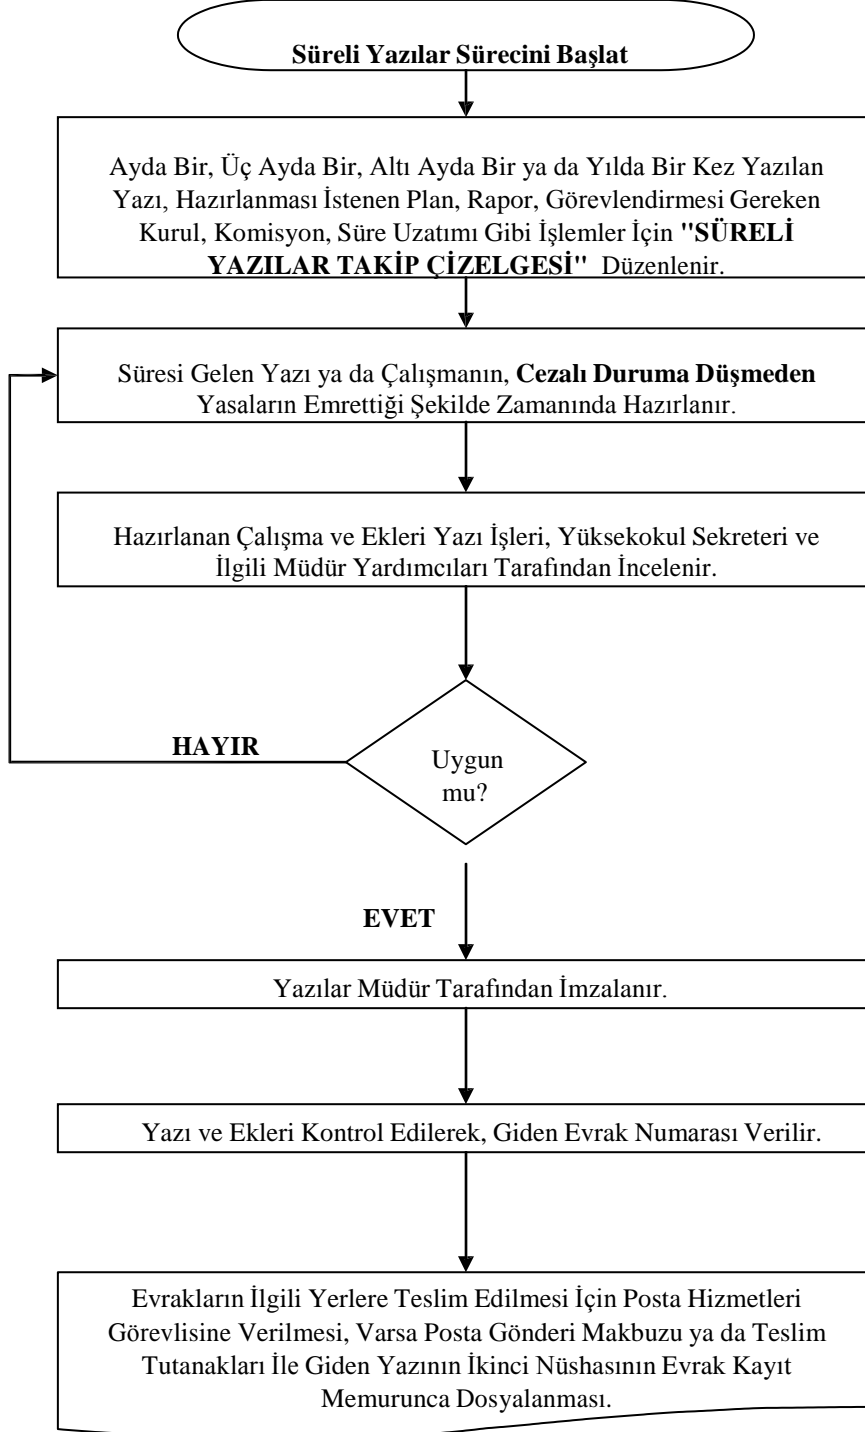 Süreli Yazılar Sürecini Başlat
Ayda Bir, Üç Ayda Bir, Altı Ayda Bir ya da Yılda Bir Kez Yazılan
Yazı, Hazırlanması İstenen Plan, Rapor, Görevlendirmesi Gereken
Kurul, Komisyon, Süre Uzatımı Gibi İşlemler İçin "SÜRELİ
YAZILAR TAKİP ÇİZELGESİ" Düzenlenir.
Süresi Gelen Yazı ya da Çalışmanın, Cezalı Duruma Düşmeden
Yasaların Emrettiği Şekilde Zamanında Hazırlanır.
Hazırlanan Çalışma ve Ekleri Yazı İşleri, Yüksekokul Sekreteri ve
İlgili Müdür Yardımcıları Tarafından İncelenir.
HAYIR
Uygun
mu?
EVET
Yazılar Müdür Tarafından İmzalanır.
Yazı ve Ekleri Kontrol Edilerek, Giden Evrak Numarası Verilir.
Evrakların İlgili Yerlere Teslim Edilmesi İçin Posta Hizmetleri
Görevlisine Verilmesi, Varsa Posta Gönderi Makbuzu ya da Teslim
Tutanakları İle Giden Yazının İkinci Nüshasının Evrak Kayıt
Memurunca Dosyalanması.